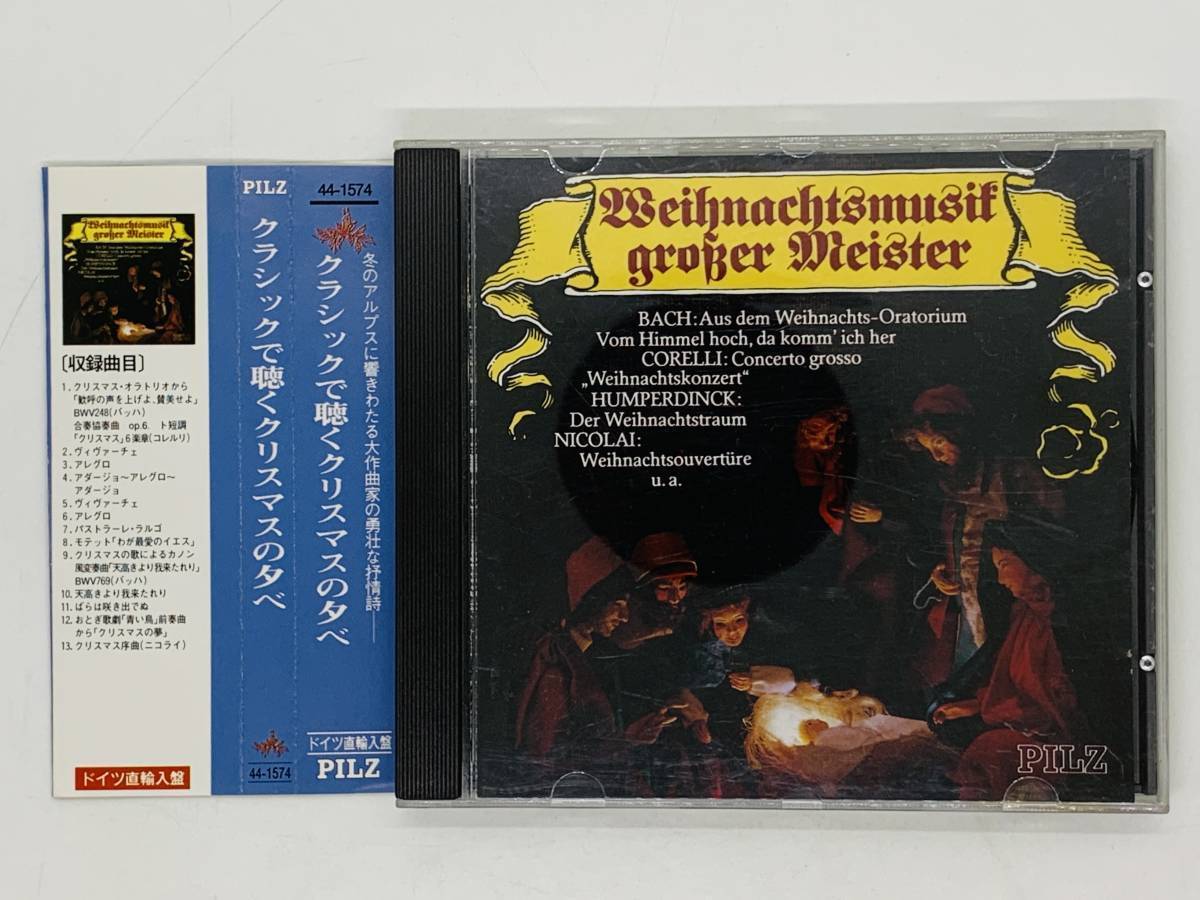 Weihnachtsmusik
großer Meister
〔収録曲目〕
1. クリスマス・オラトリオから
「歓呼の声を上げよ、賛美せよ」
BWV248(バッハ)
合奏協奏曲 op.6. ト短調
「クリスマス」6楽章(コレルリ)
2. ヴィヴァーチェ
3. アレグロ
4. アダージョ〜アレグロ〜
アダージョ
5. ヴィヴァーチェ
6. アレグロ
7. パストラーレ・ラルゴ
8. モテット「わが最愛のイエス」
9. クリスマスの歌によるカノン
風変奏曲「天高きより我来たれり」
BWV769(バッハ)
10. 天高きより我来たれり
11. ばらは咲き出でぬ
12. おとぎ歌劇「青い鳥」前奏曲
から「クリスマスの夢」
13. クリスマス序曲(ニコライ)
ドイツ直輸入盤
PILZ
クラシックで聴くクリスマスの夕べ
44-1574
44-1574
冬のアルプスに響きわたる大作曲家の勇壮な抒情詩——
クラシックで聴くクリスマスの夕べ
ドイツ直輸入盤
PILZ
Weihnachtsmusik
großer Meister
BACH: Aus dem Weihnachts-Oratorium
Vom Himmel hoch, da komm' ich her
CORELLI: Concerto grosso
„Weihnachtskonzert“
HUMPERDINCK:
Der Weihnachtstraum
NICOLAI:
Weihnachtsouvertüre
u. a.
PILZ